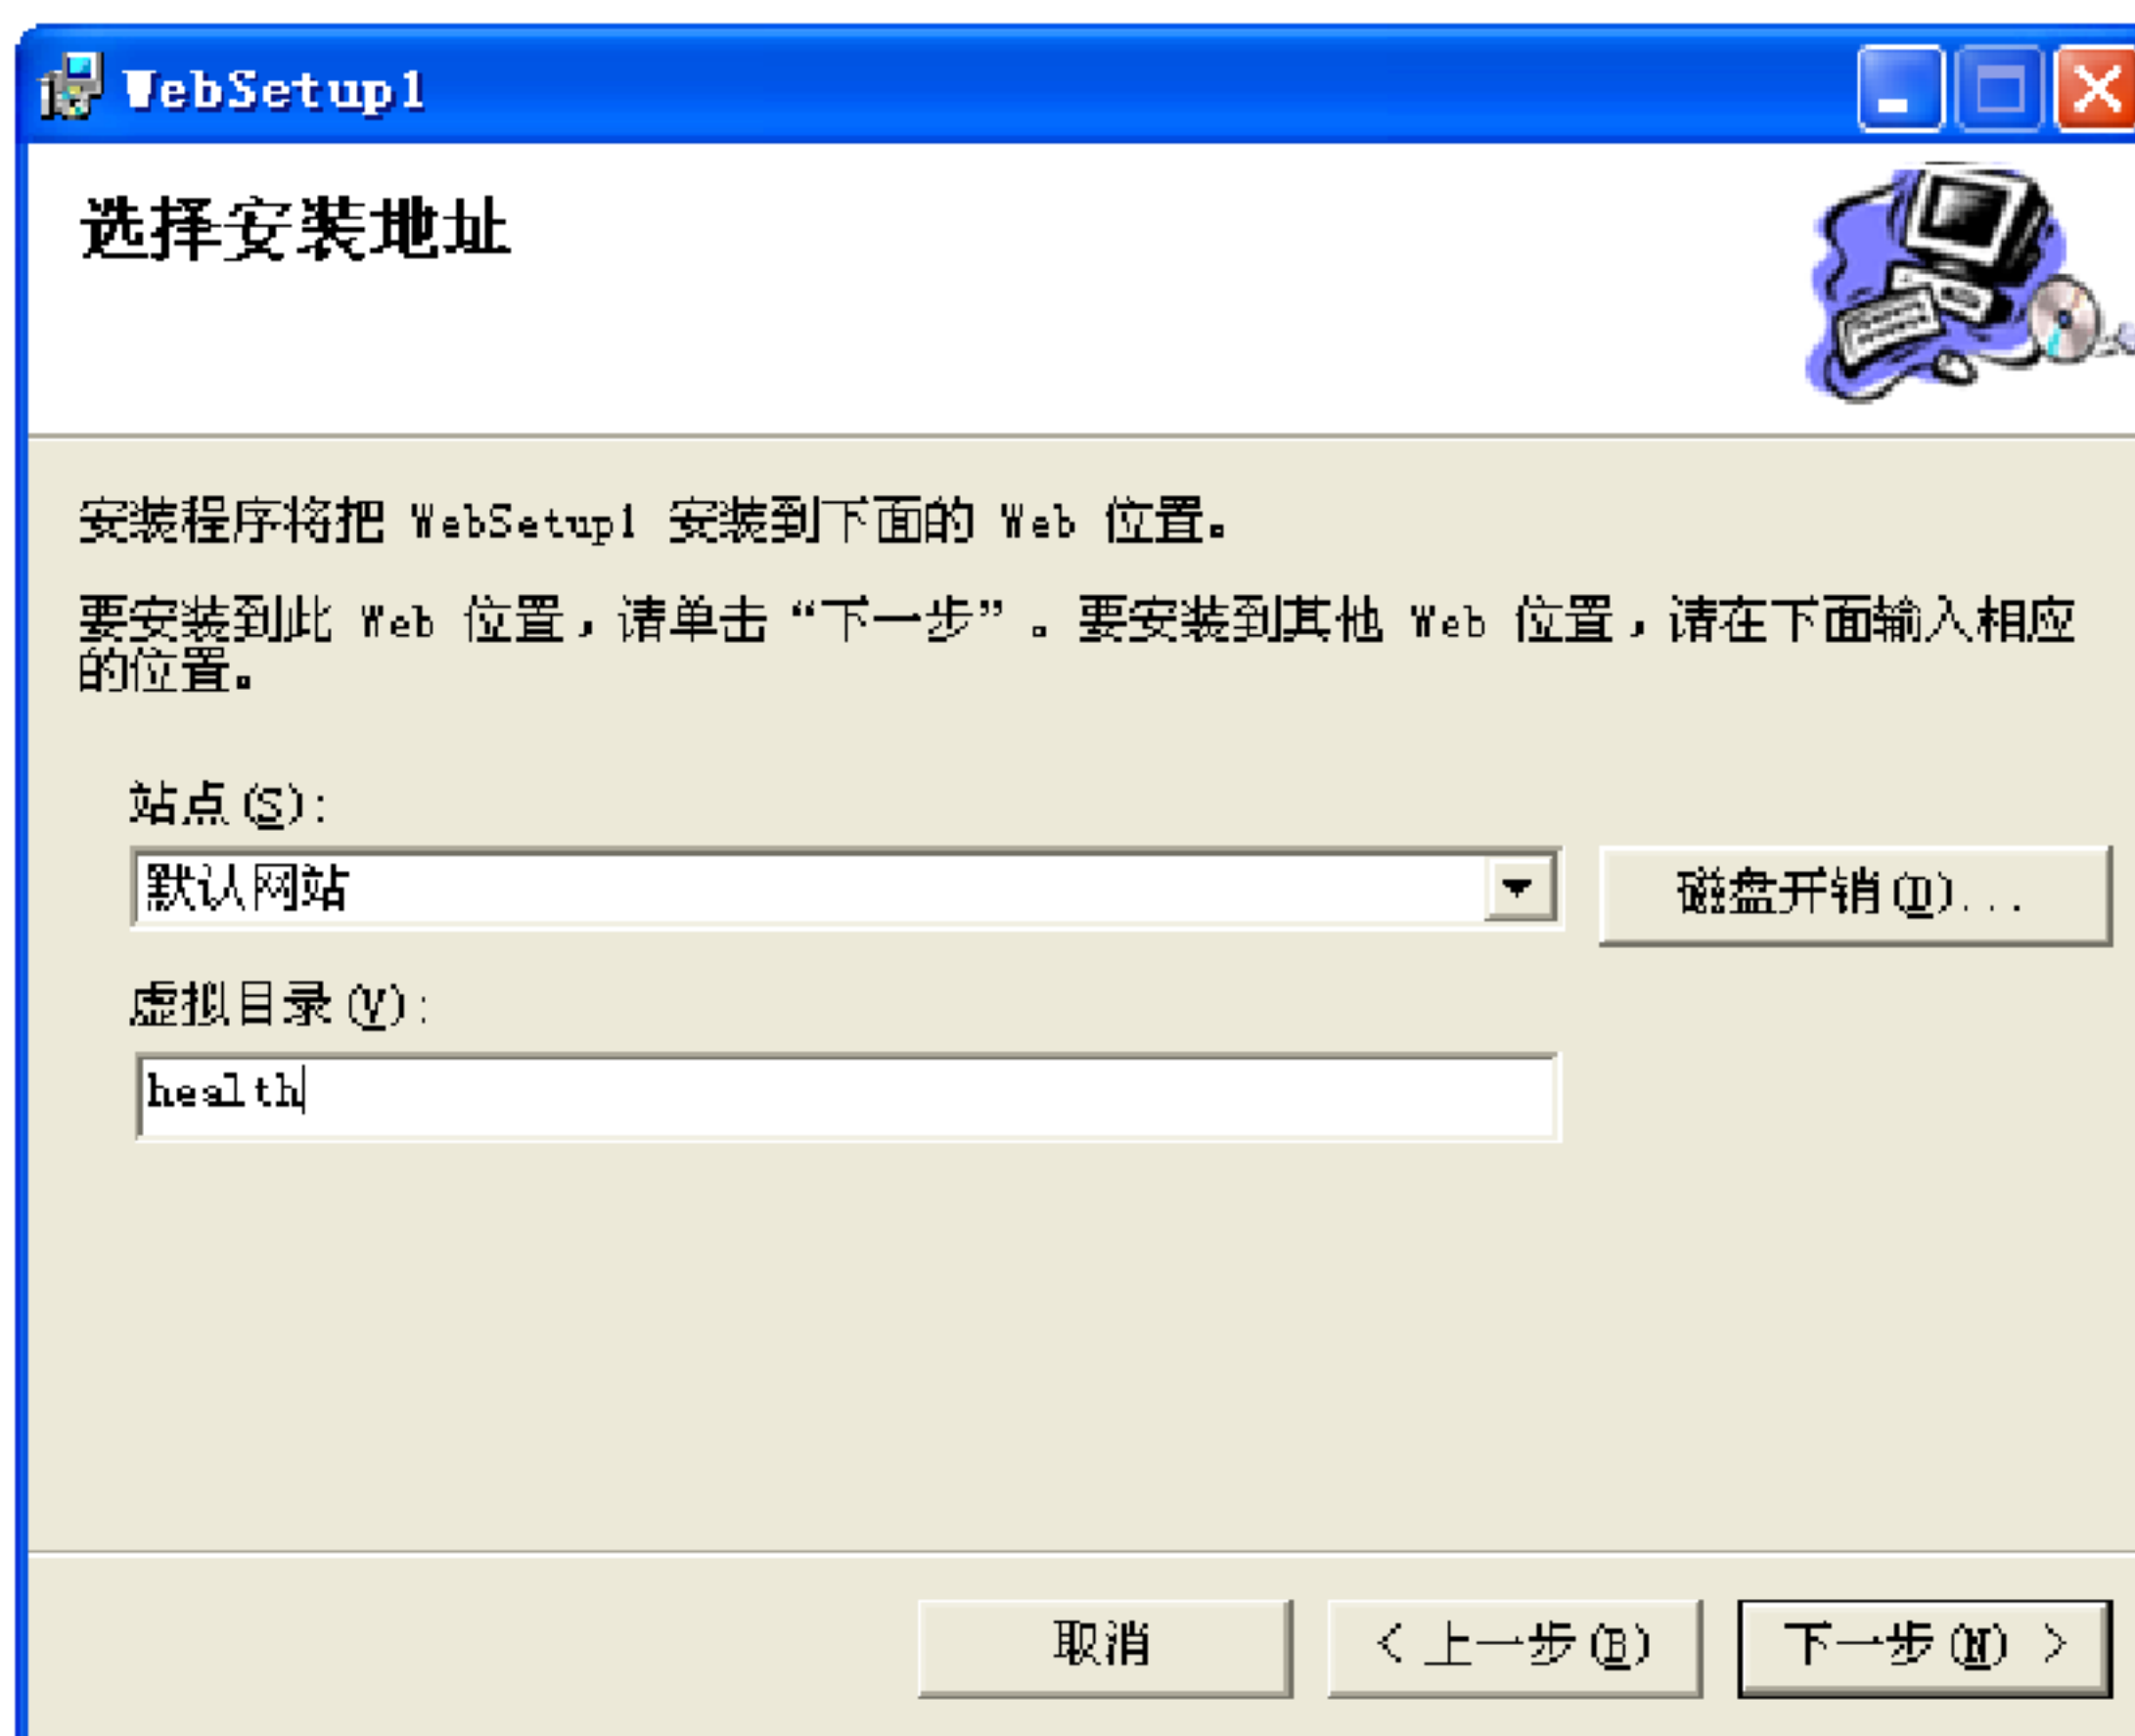 WebSetup1
选择安装地址
安装程序将把 WebSetup1 安装到下面的 Web 位置。
要安装到此 Web 位置，请单击“下一步”。要安装到其他 Web 位置，请在下面输入相应
的位置。
站点(S):
默认网站
磁盘开销(D)...
虚拟目录(V):
health
取消
< 上一步(B)
下一步(N) >